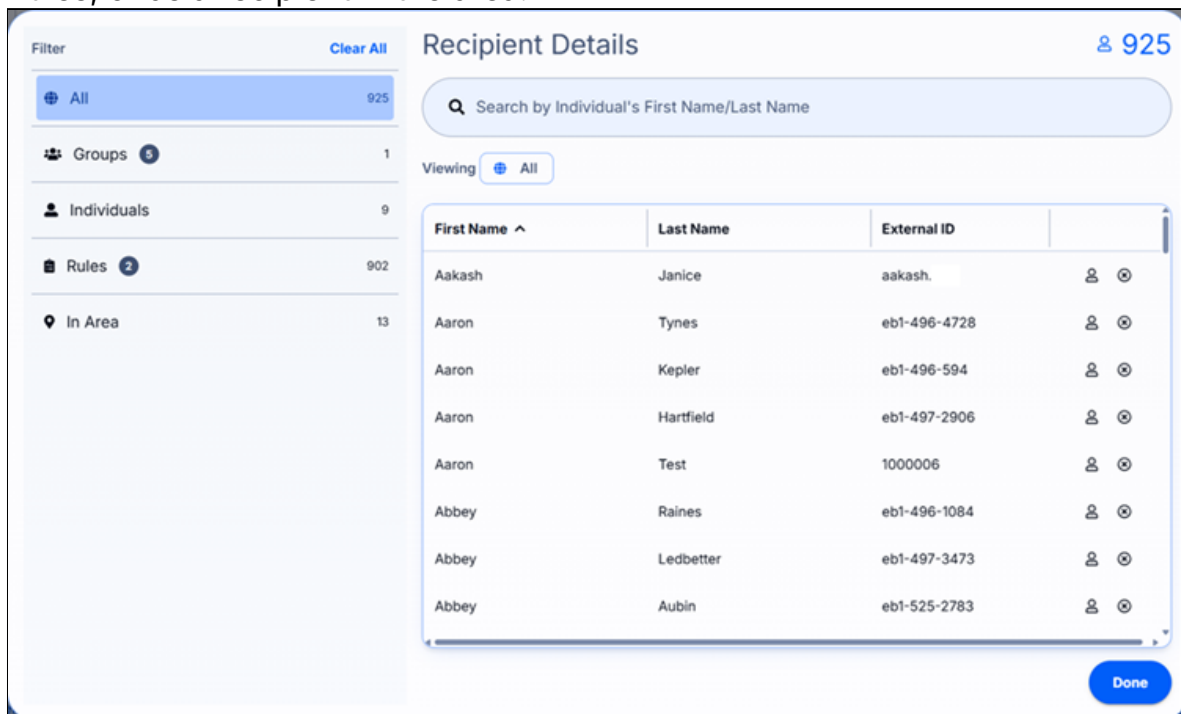 Filter Clear All
All 925
Groups 5 1
Individuals 9
Rules 2 902
In Area 13
Recipient Details 925
Search by Individual's First Name/Last Name
Viewing All
First Name Last Name External ID
Aakash Janice aakash.
Aaron Tynes eb1-496-4728
Aaron Kepler eb1-496-594
Aaron Hartfield eb1-497-2906
Aaron Test 1000006
Abbey Raines eb1-496-1084
Abbey Ledbetter eb1-497-3473
Abbey Aubin eb1-525-2783
Done